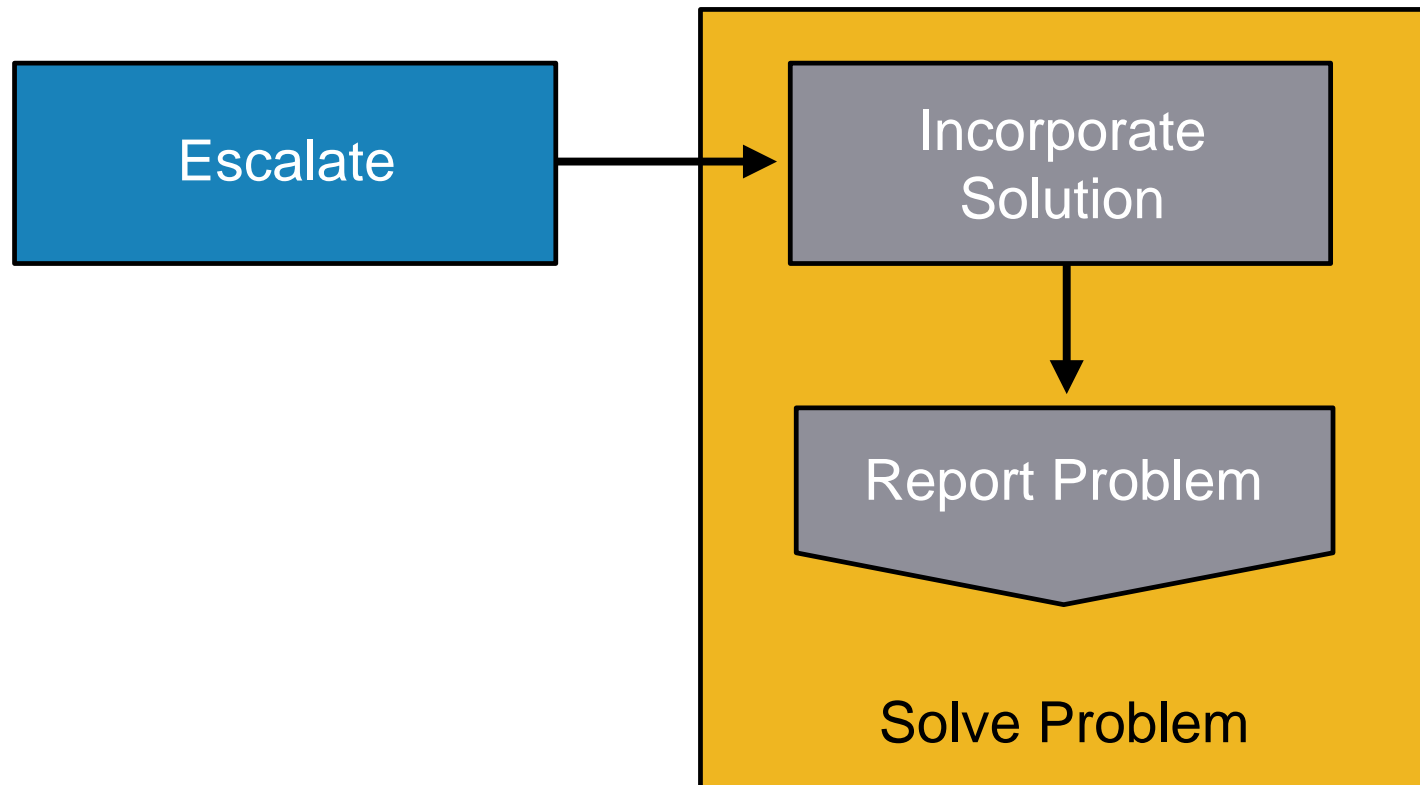 Escalate
Incorporate
Solution
Report Problem
Solve Problem